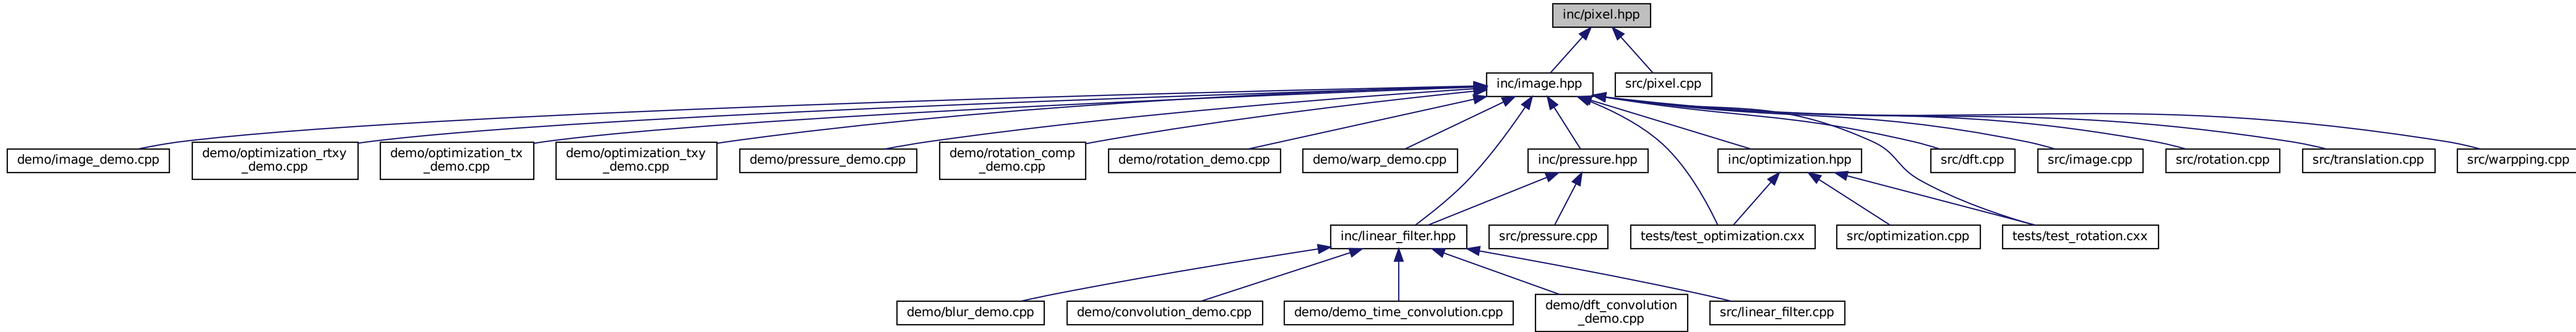 inc/pixel.hpp
inc/image.hpp
src/pixel.cpp
demo/image_demo.cpp
demo/optimization_rtxy
_demo.cpp
demo/optimization_tx
_demo.cpp
demo/optimization_txy
_demo.cpp
demo/pressure_demo.cpp
demo/rotation_comp
_demo.cpp
demo/rotation_demo.cpp
demo/warp_demo.cpp
inc/pressure.hpp
inc/optimization.hpp
src/dft.cpp
src/image.cpp
src/rotation.cpp
src/translation.cpp
src/warpping.cpp
inc/linear_filter.hpp
src/pressure.cpp
tests/test_optimization.cxx
src/optimization.cpp
tests/test_rotation.cxx
demo/blur_demo.cpp
demo/convolution_demo.cpp
demo/demo_time_convolution.cpp
demo/dft_convolution
_demo.cpp
src/linear_filter.cpp